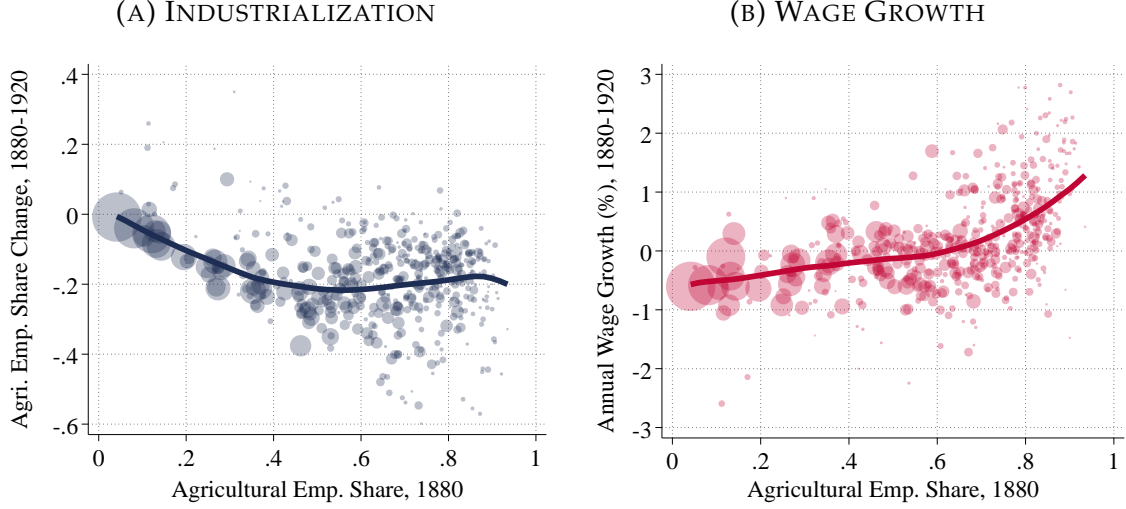 (A) INDUSTRIALIZATION
Agri. Emp. Share Change, 1880-1920
.4
.2
0
-.2
-.4
-.6
0 .2 .4 .6 .8 1
Agricultural Emp. Share, 1880
(B) WAGE GROWTH
Annual Wage Growth (%), 1880-1920
3
2
1
0
-1
-2
-3
0 .2 .4 .6 .8 1
Agricultural Emp. Share, 1880